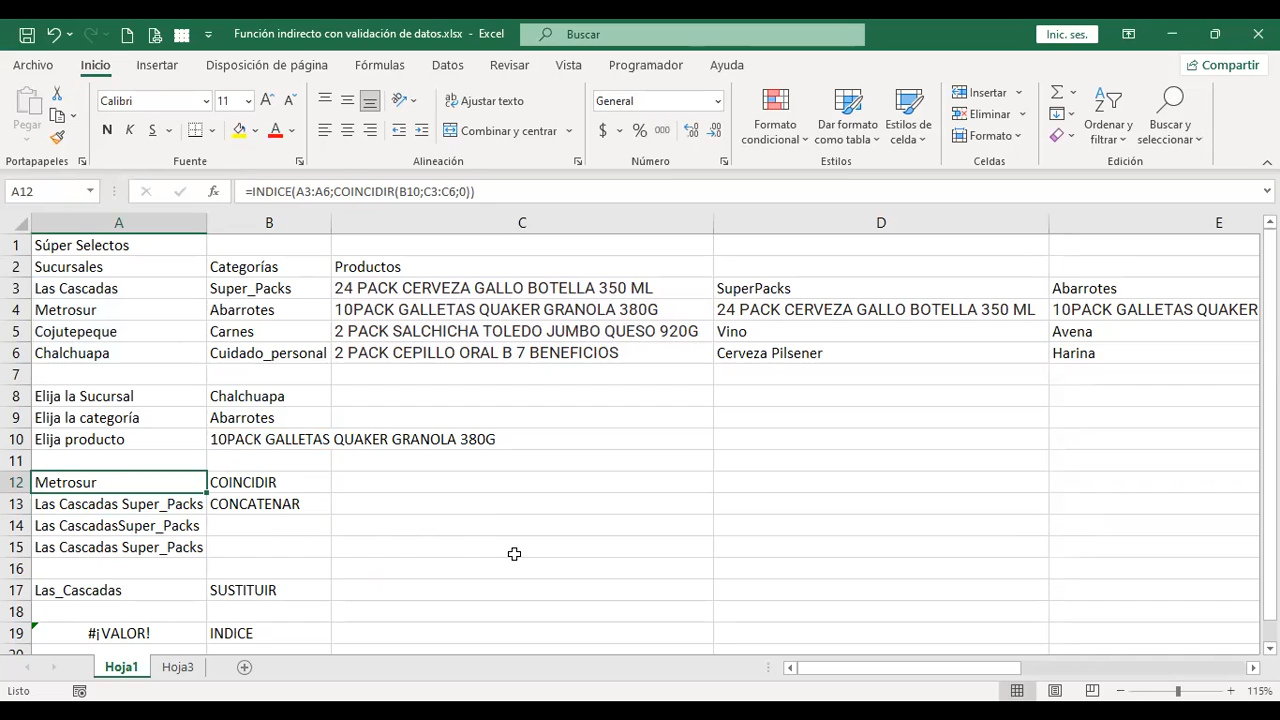 Función indirecto con validación de datos.xlsx - Excel
Buscar
Inic. ses.
Archivo Inicio Insertar Disposición de página Fórmulas Datos Revisar Vista Programador Ayuda Compartir
Pegar
Calibri 11
N K S
Ajustar texto
Combinar y centrar
General
$ % 000
Formato condicional
Dar formato como tabla
Estilos de celda
Insertar
Eliminar
Formato
Ordenar y filtrar
Buscar y seleccionar
Portapapeles Fuente Alineación Número Estilos Celdas Edición
A12 fx =INDICE(A3:A6;COINCIDIR(B10;C3:C6;0))
A B C D E
1 Súper Selectos
2 Sucursales Categorías Productos
3 Las Cascadas Super_Packs 24 PACK CERVEZA GALLO BOTELLA 350 ML SuperPacks Abarrotes
4 Metrosur Abarrotes 10PACK GALLETAS QUAKER GRANOLA 380G 24 PACK CERVEZA GALLO BOTELLA 350 ML 10PACK GALLETAS QUAKER
5 Cojutepeque Carnes 2 PACK SALCHICHA TOLEDO JUMBO QUESO 920G Vino Avena
6 Chalchuapa Cuidado_personal 2 PACK CEPILLO ORAL B 7 BENEFICIOS Cerveza Pilsener Harina
7
8 Elija la Sucursal Chalchuapa
9 Elija la categoría Abarrotes
10 Elija producto 10PACK GALLETAS QUAKER GRANOLA 380G
11
12 Metrosur COINCIDIR
13 Las Cascadas Super_Packs CONCATENAR
14 Las CascadasSuper_Packs
15 Las Cascadas Super_Packs
16
17 Las_Cascadas SUSTITUIR
18
19 #¡VALOR! INDICE
20
Hoja1 Hoja3
Listo 115%